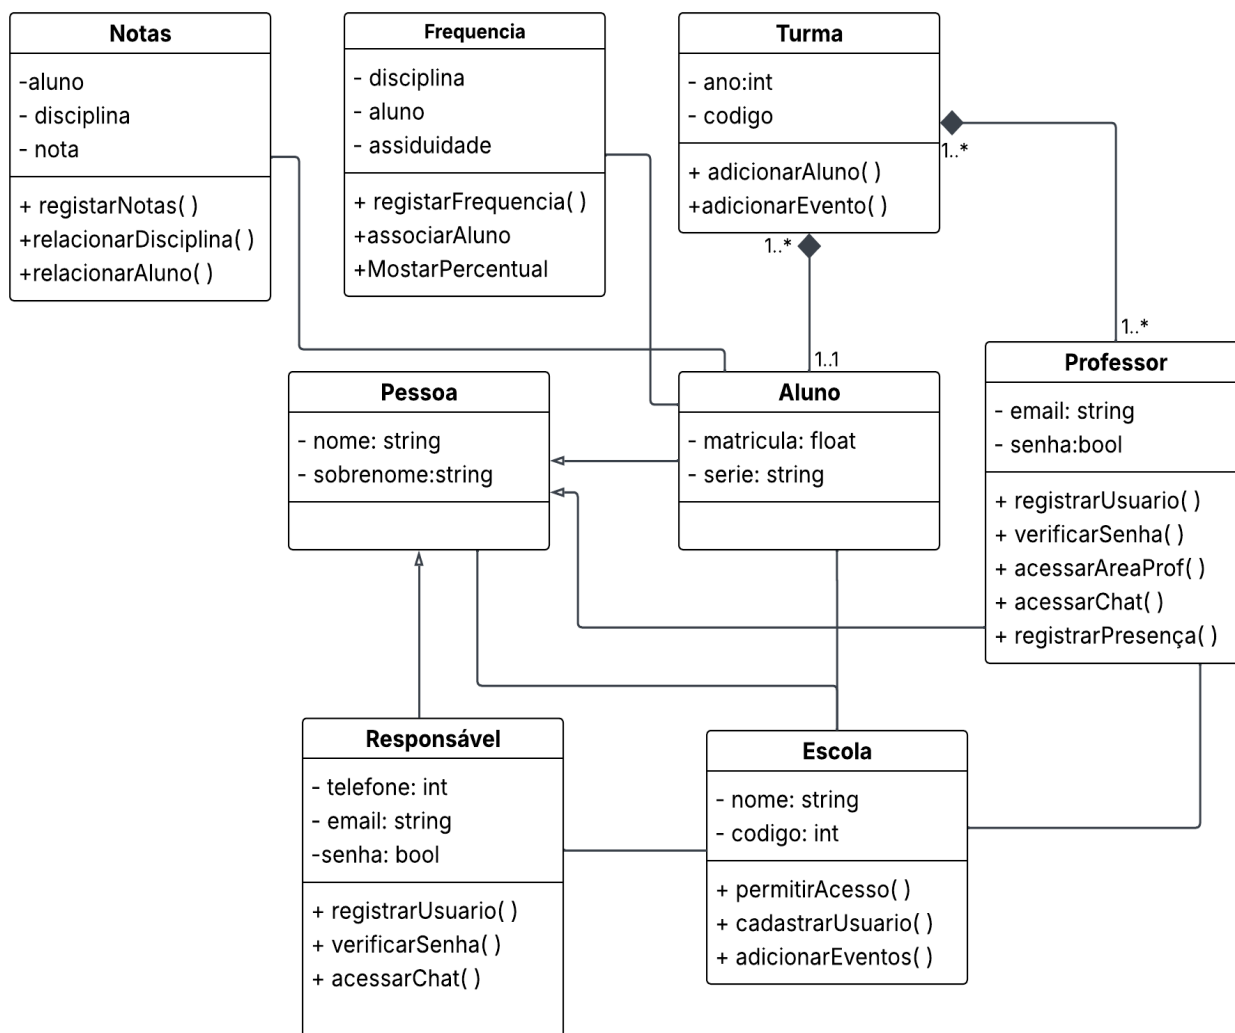 Notas
-aluno
- disciplina
- nota
+ registarNotas( )
+relacionarDisciplina( )
+relacionarAluno( )
Frequencia
- disciplina
- aluno
- assiduidade
+ registarFrequencia( )
+associarAluno
+MostarPercentual
Turma
- ano:int
- codigo
+ adicionarAluno( )
+adicionarEvento( )
1..*
1..*
1..*
1..1
Pessoa
- nome: string
- sobrenome:string
Aluno
- matricula: float
- serie: string
Professor
- email: string
- senha:bool
+ registrarUsuario( )
+ verificarSenha( )
+ acessarAreaProf( )
+ acessarChat( )
+ registrarPresença( )
Responsável
- telefone: int
- email: string
-senha: bool
+ registrarUsuario( )
+ verificarSenha( )
+ acessarChat( )
Escola
- nome: string
- codigo: int
+ permitirAcesso( )
+ cadastrarUsuario( )
+ adicionarEventos( )